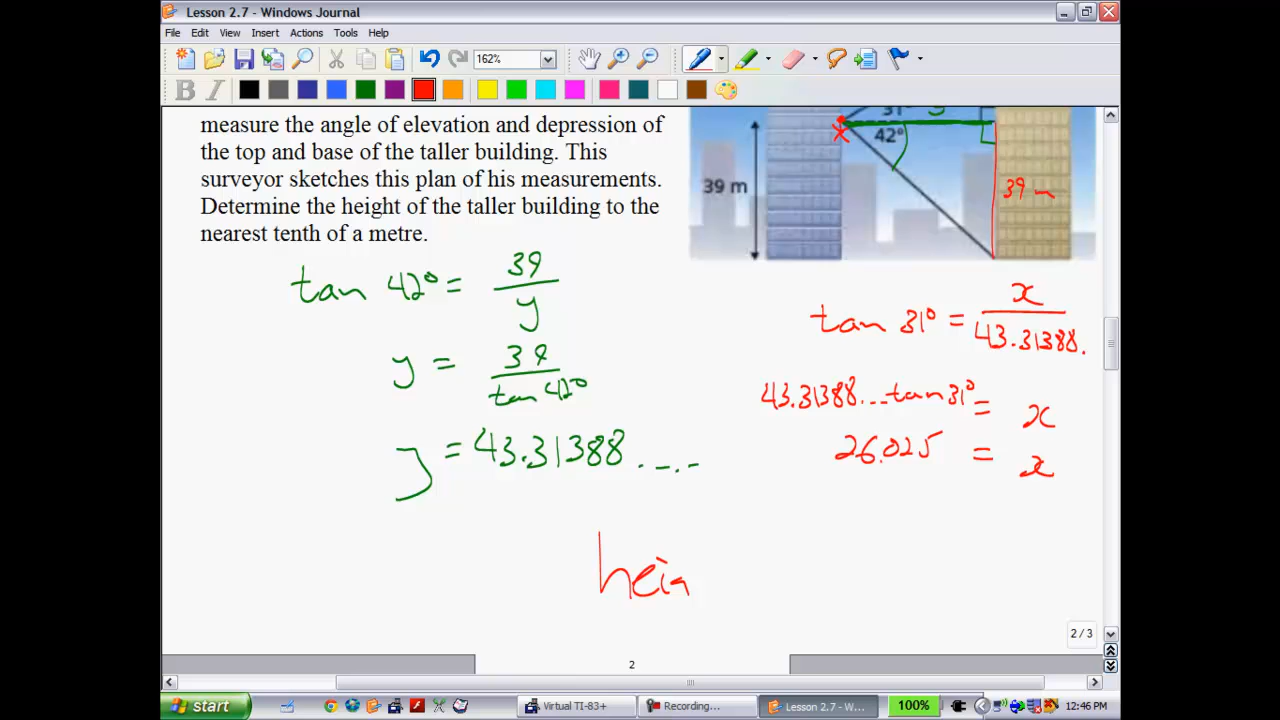 Lesson 2.7 - Windows Journal
File Edit View Insert Actions Tools Help
162%
B I
measure the angle of elevation and depression of
the top and base of the taller building. This
surveyor sketches this plan of his measurements.
Determine the height of the taller building to the
nearest tenth of a metre.
31°
y
42°
39 m
39 m
tan 42° = 39/y
y = 39/tan 42°
y = 43.31388....
tan 31° = x/43.31388.
43.31388...tan 31° = x
26.025 = x
hei
2 / 3
2
start
Virtual TI-83+
Recording...
Lesson 2.7 - W...
100%
12:46 PM